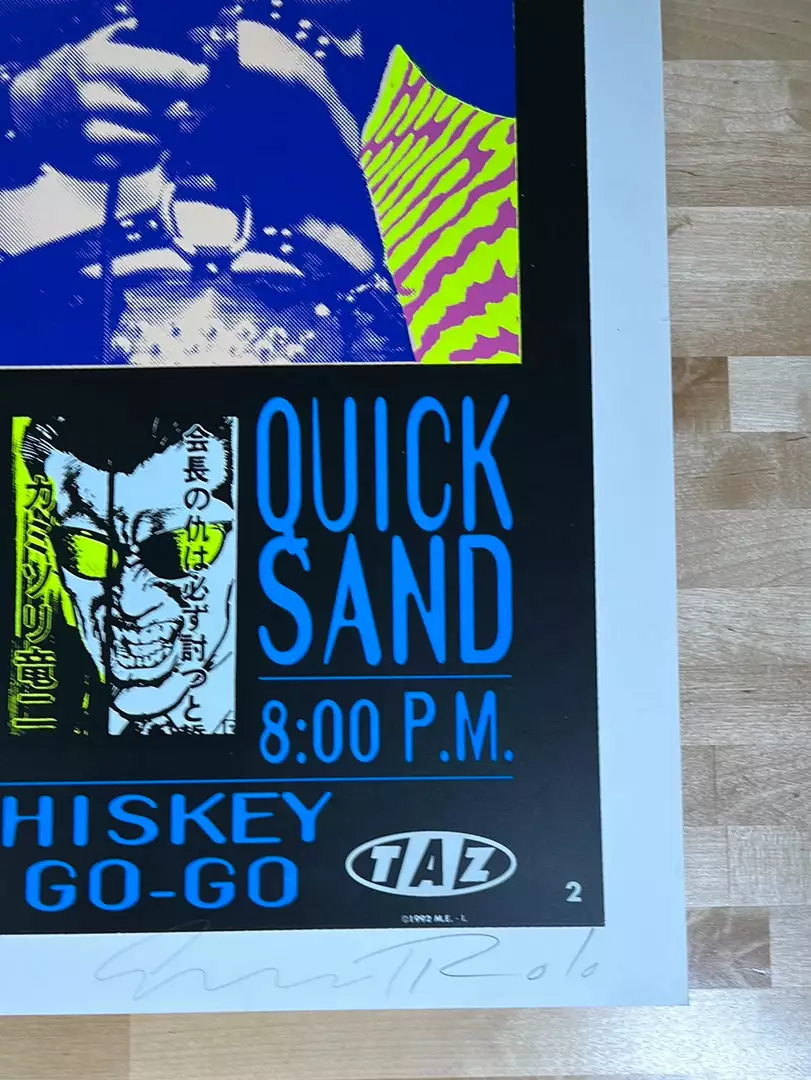 カミソリ竜二
会長の仇は必ず討つと
QUICK
SAND
8:00 P.M.
HISKEY
GO-GO
TAZ
©1992 M.E. - I.
2